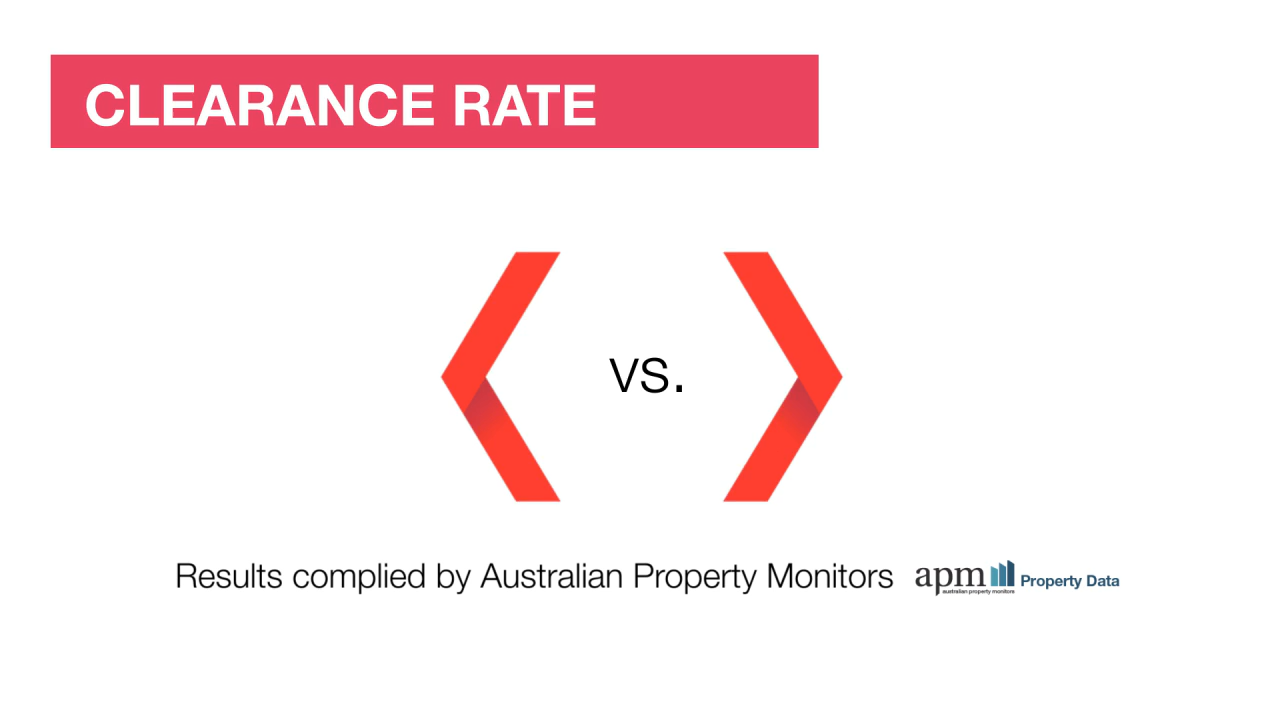 CLEARANCE RATE
vs.
Results complied by Australian Property Monitors
apm Property Data
australian property monitors